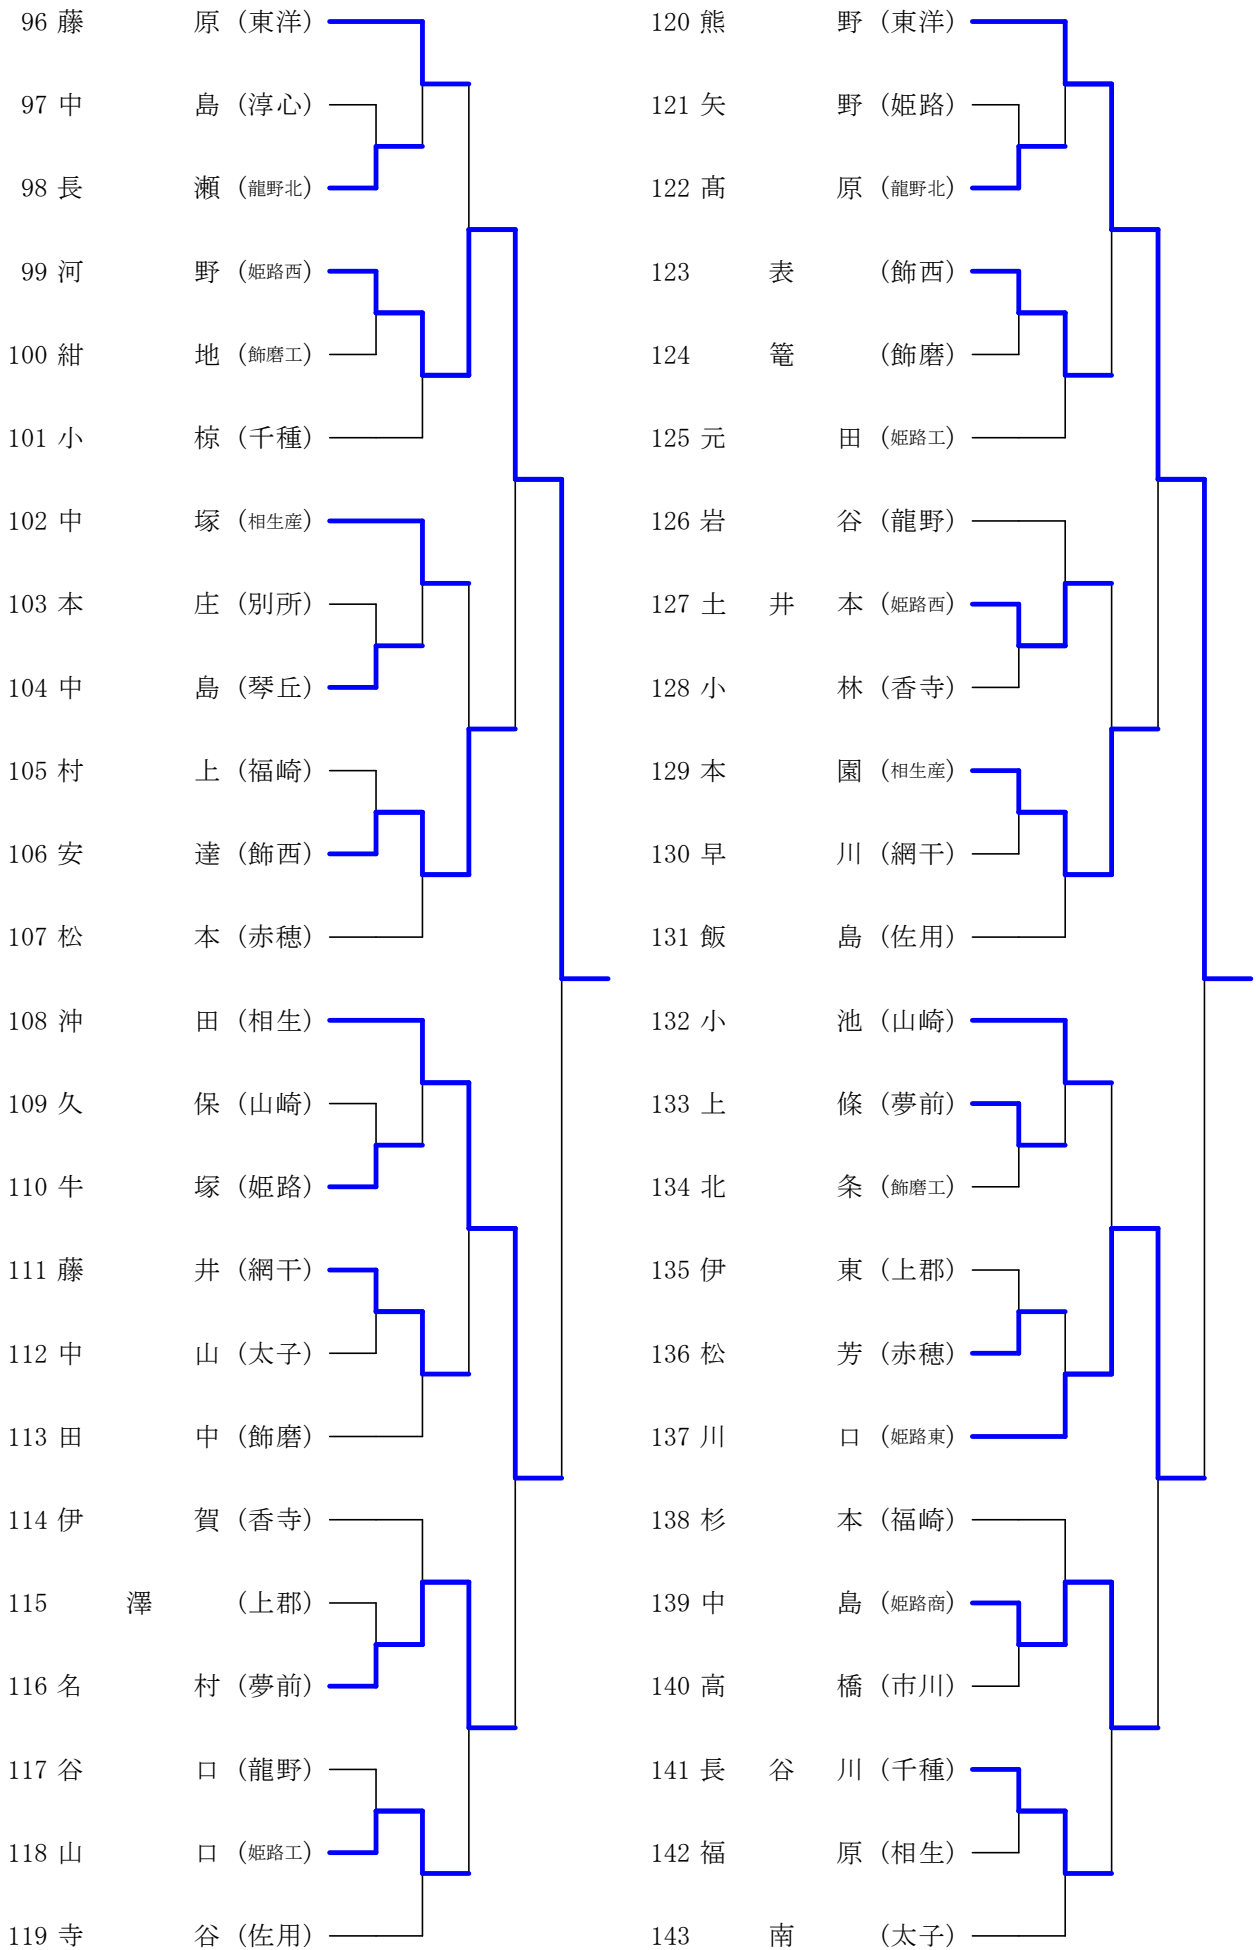 96 藤原 (東洋)
97 中島 (淳心)
98 長瀬 (龍野北)
99 河野 (姫路西)
100 紺地 (飾磨工)
101 小椋 (千種)
102 中塚 (相生産)
103 本庄 (別所)
104 中島 (琴丘)
105 村上 (福崎)
106 安達 (飾西)
107 松本 (赤穂)
108 沖田 (相生)
109 久保 (山崎)
110 牛塚 (姫路)
111 藤井 (網干)
112 中山 (太子)
113 田中 (飾磨)
114 伊賀 (香寺)
115 澤 (上郡)
116 名村 (夢前)
117 谷口 (龍野)
118 山口 (姫路工)
119 寺谷 (佐用)
120 熊野 (東洋)
121 矢野 (姫路)
122 髙原 (龍野北)
123 表 (飾西)
124 篭 (飾磨)
125 元田 (姫路工)
126 岩谷 (龍野)
127 土井本 (姫路西)
128 小林 (香寺)
129 本園 (相生産)
130 早川 (網干)
131 飯島 (佐用)
132 小池 (山崎)
133 上條 (夢前)
134 北条 (飾磨工)
135 伊東 (上郡)
136 松芳 (赤穂)
137 川口 (姫路東)
138 杉本 (福崎)
139 中島 (姫路商)
140 高橋 (市川)
141 長谷川 (千種)
142 福原 (相生)
143 南 (太子)